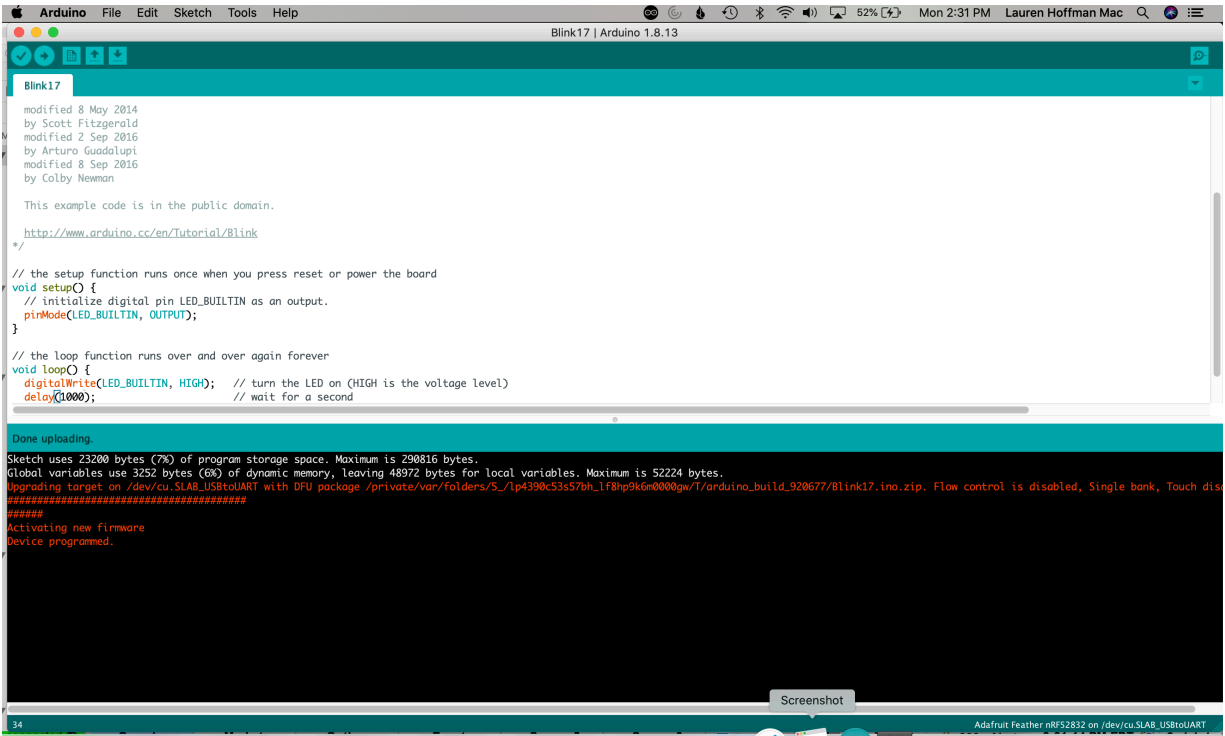 Arduino File Edit Sketch Tools Help 52% Mon 2:31 PM Lauren Hoffman Mac
Blink17 | Arduino 1.8.13
Blink17
modified 8 May 2014
by Scott Fitzgerald
modified 2 Sep 2016
by Arturo Guadalupi
modified 8 Sep 2016
by Colby Newman
This example code is in the public domain.
http://www.arduino.cc/en/Tutorial/Blink
*/
// the setup function runs once when you press reset or power the board
void setup() {
// initialize digital pin LED_BUILTIN as an output.
pinMode(LED_BUILTIN, OUTPUT);
}
// the loop function runs over and over again forever
void loop() {
digitalWrite(LED_BUILTIN, HIGH); // turn the LED on (HIGH is the voltage level)
delay(1000); // wait for a second
Done uploading.
Sketch uses 23200 bytes (7%) of program storage space. Maximum is 290816 bytes.
Global variables use 3252 bytes (6%) of dynamic memory, leaving 48972 bytes for local variables. Maximum is 52224 bytes.
Upgrading target on /dev/cu.SLAB_USBtoUART with DFU package /private/var/folders/5_/lp4390c53s57bh_lf8hp9k6m0000gw/T/arduino_build_920677/Blink17.ino.zip. Flow control is disabled, Single bank, Touch
########################################
######
Activating new firmware
Device programmed.
Screenshot
34 Adafruit Feather nRF52832 on /dev/cu.SLAB_USBtoUART